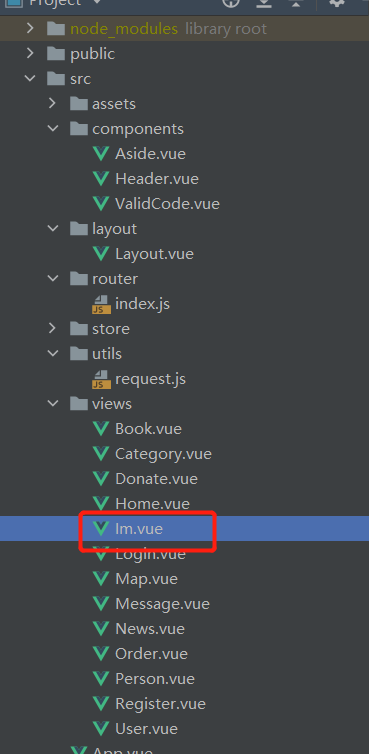 Project
node_modules library root
public
src
assets
components
Aside.vue
Header.vue
ValidCode.vue
layout
Layout.vue
router
index.js
store
utils
request.js
views
Book.vue
Category.vue
Donate.vue
Home.vue
Im.vue
Login.vue
Map.vue
Message.vue
News.vue
Order.vue
Person.vue
Register.vue
User.vue
App.vue